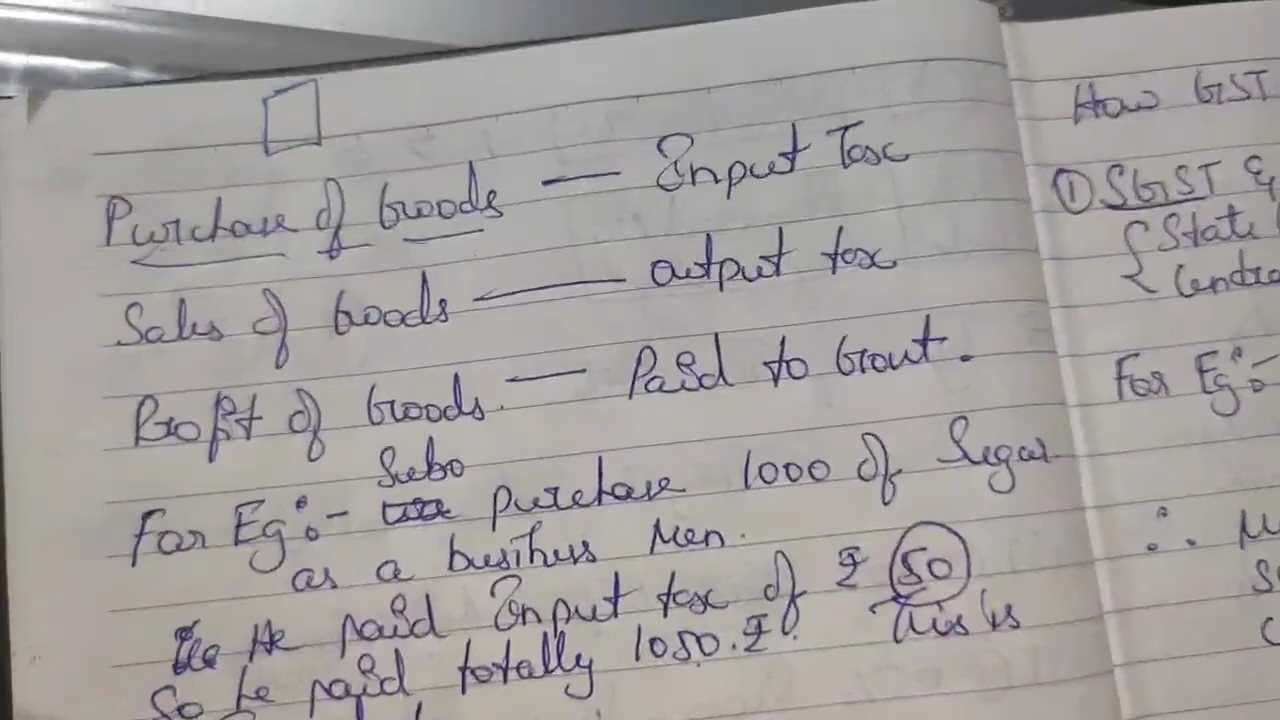 Purchase of Goods — Input Tax
Sales of Goods — output tax
Profit of Goods. — Paid to Govt.
For Eg:- Subo purchase 1000 of Sugar
as a business Men.
He paid Input tax of ₹ 50
This is
So he paid totally 1050.₹.
How GST
① SGST &
{ State
Central
For Eg:-
∴